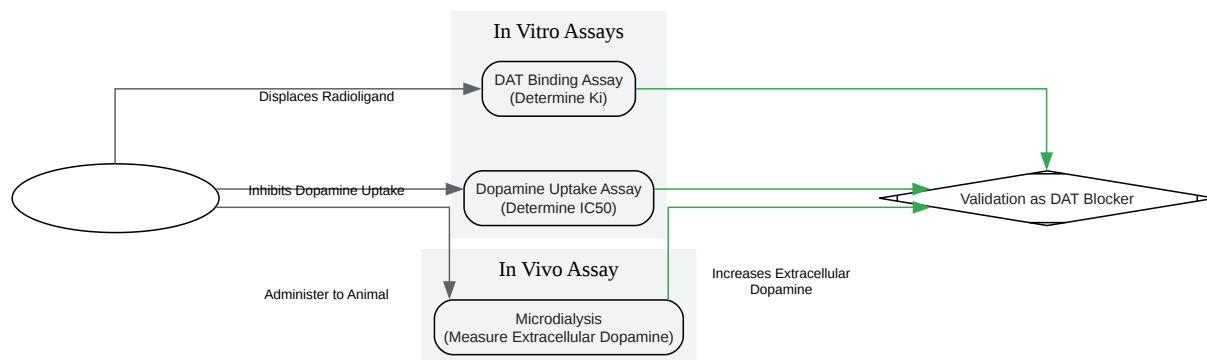 In Vitro Assays
DAT Binding Assay
(Determine Ki)
Displaces Radioligand
Inhibits Dopamine Uptake
Dopamine Uptake Assay
(Determine IC50)
Validation as DAT Blocker
In Vivo Assay
Increases Extracellular
Dopamine
Administer to Animal
Microdialysis
(Measure Extracellular Dopamine)